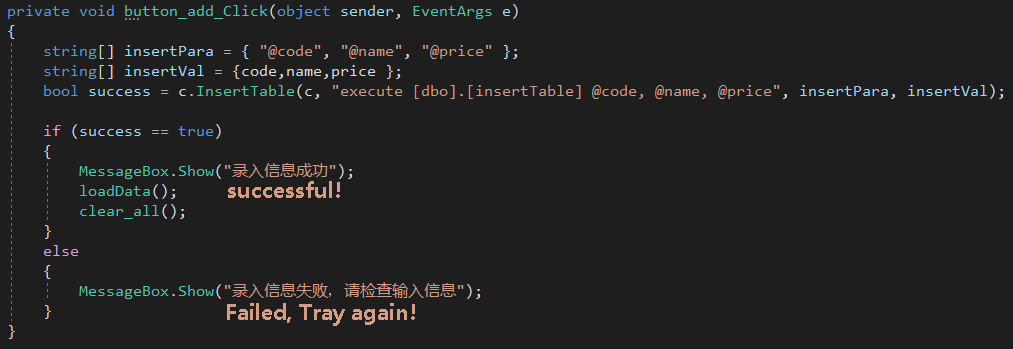 private void button_add_Click(object sender, EventArgs e)
{
string[] insertPara = { "@code", "@name", "@price" };
string[] insertVal = {code,name,price };
bool success = c.InsertTable(c, "execute [dbo].[insertTable] @code, @name, @price", insertPara, insertVal);
if (success == true)
{
MessageBox.Show("录入信息成功");
loadData();
successful!
clear_all();
}
else
{
MessageBox.Show("录入信息失败，请检查输入信息");
Failed, Tray again!
}
}